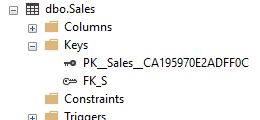 dbo.Sales
Columns
Keys
PK__Sales__CA195970E2ADFF0C
FK_S
Constraints
Triggers